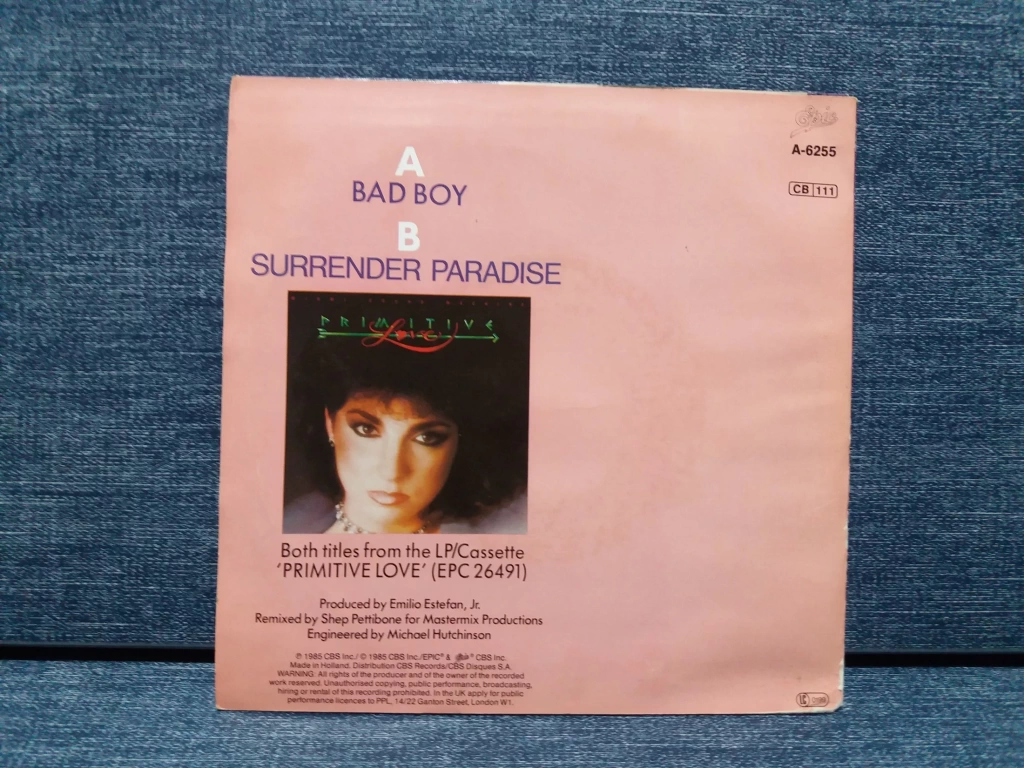 Epic
A-6255
CB 111
A
BAD BOY
B
SURRENDER PARADISE
MIAMI SOUND MACHINE
PRIMITIVE
Love
Both titles from the LP/Cassette
'PRIMITIVE LOVE' (EPC 26491)
Produced by Emilio Estefan, Jr.
Remixed by Shep Pettibone for Mastermix Productions
Engineered by Michael Hutchinson
℗ 1985 CBS Inc./ © 1985 CBS Inc./EPIC® & Epic® CBS Inc.
Made in Holland. Distribution CBS Records/CBS Disques S.A.
WARNING: All rights of the producer and of the owner of the recorded
work reserved. Unauthorised copying, public performance, broadcasting,
hiring or rental of this recording prohibited. In the UK apply for public
performance licences to PPL, 14/22 Ganton Street, London W1.
LC